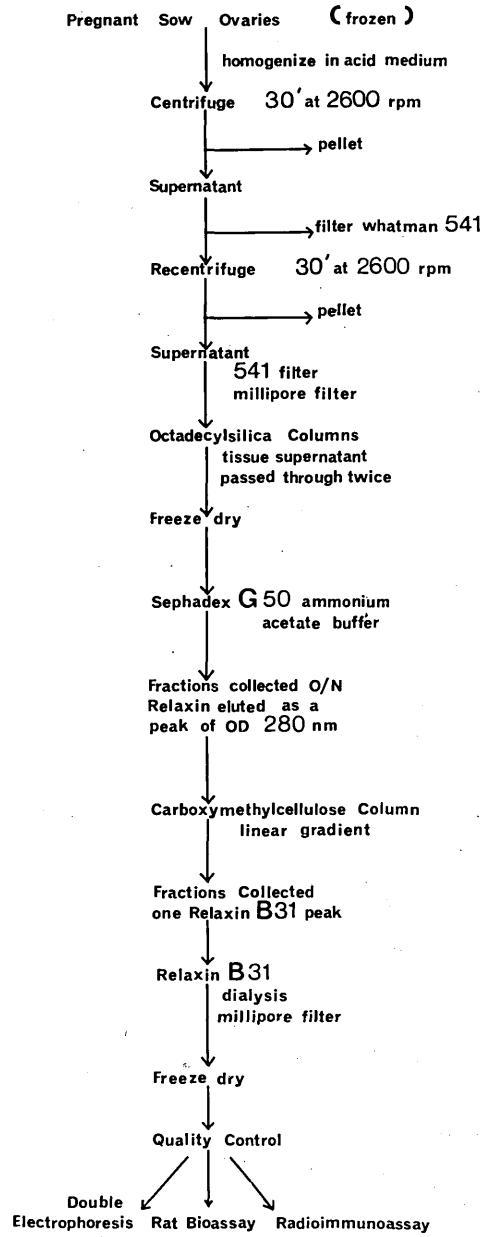 Pregnant Sow Ovaries (frozen)
homogenize in acid medium
Centrifuge 30' at 2600 rpm
pellet
Supernatant
filter whatman 541
Recentrifuge 30' at 2600 rpm
pellet
Supernatant
541 filter
millipore filter
Octadecylsilica Columns
tissue supernatant
passed through twice
Freeze dry
Sephadex G50 ammonium
acetate buffer
Fractions collected O/N
Relaxin eluted as a
peak of OD 280 nm
Carboxymethylcellulose Column
linear gradient
Fractions Collected
one Relaxin B31 peak
Relaxin B31
dialysis
millipore filter
Freeze dry
Quality Control
Double
Electrophoresis Rat Bioassay Radioimmunoassay